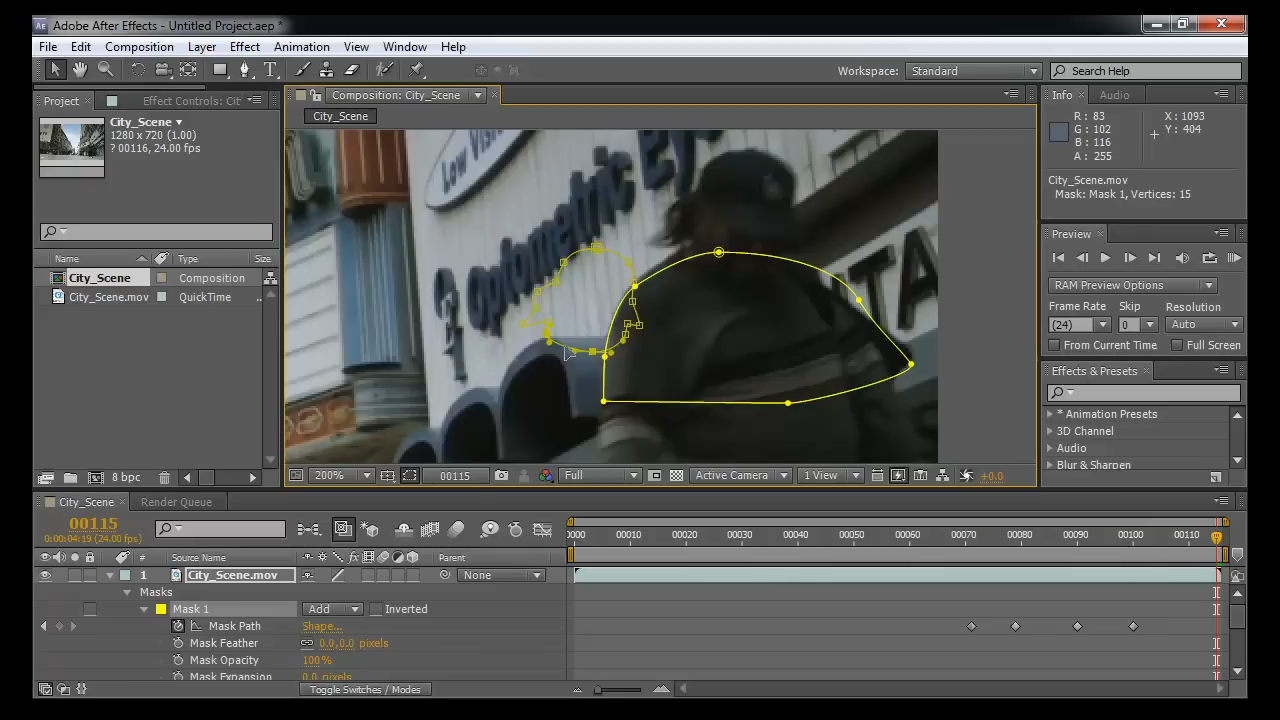 Adobe After Effects - Untitled Project.aep *
File Edit Composition Layer Effect Animation View Window Help
Workspace: Standard Search Help
Project Effect Controls: Cit
City_Scene
1280 x 720 (1.00)
? 00116, 24.00 fps
Name Type
City_Scene Composition
City_Scene.mov QuickTime ..
8 bpc
Composition: City_Scene
City_Scene
Low Vis
Optometric Ey
TA
200% 00115 Full Active Camera 1 View +0.0
Info Audio
R : 83
G : 102
B : 116
A : 255
X : 1093
Y : 404
City_Scene.mov
Mask: Mask 1, Vertices: 15
Preview
RAM Preview Options
Frame Rate Skip Resolution
(24) 0 Auto
From Current Time Full Screen
Effects & Presets
* Animation Presets
3D Channel
Audio
Blur & Sharpen
City_Scene Render Queue
00115
0:00:04:19 (24.00 fps)
0000 00010 00020 00030 00040 00050 00060 00070 00080 00090 00100 00110
# Source Name Parent
1 City_Scene.mov None
Masks
Mask 1 Add Inverted
Mask Path Shape...
Mask Feather 0.0,0.0 pixels
Mask Opacity 100%
Mask Expansion 0.0 pixels
Toggle Switches / Modes